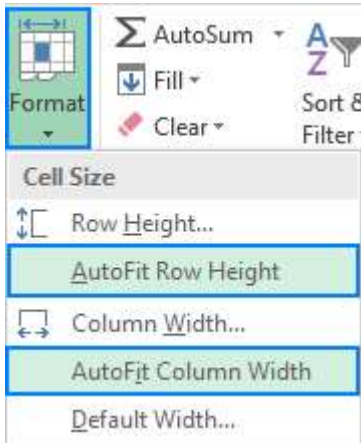 AutoSum
Fill
Format
Clear
Sort &
Filter
Cell Size
Row Height...
AutoFit Row Height
Column Width...
AutoFit Column Width
Default Width...